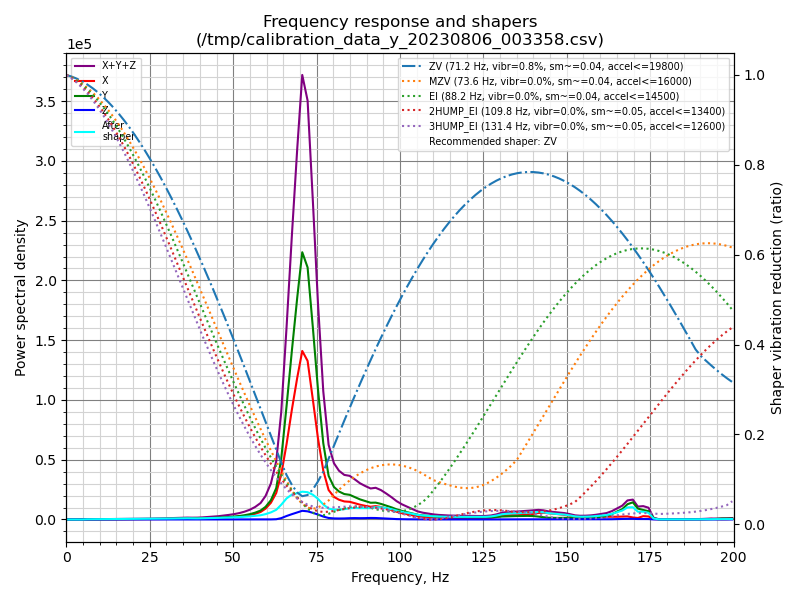 Frequency response and shapers
(/tmp/calibration_data_y_20230806_003358.csv)
1e5
X+Y+Z
X
Y
Z
After
shaper
ZV (71.2 Hz, vibr=0.8%, sm~=0.04, accel<=19800)
MZV (73.6 Hz, vibr=0.0%, sm~=0.04, accel<=16000)
EI (88.2 Hz, vibr=0.0%, sm~=0.05, accel<=14500)
2HUMP_EI (109.8 Hz, vibr=0.0%, sm~=0.05, accel<=13400)
3HUMP_EI (131.4 Hz, vibr=0.0%, sm~=0.05, accel<=12600)
Recommended shaper: ZV
Power spectral density
3.5
3.0
2.5
2.0
1.5
1.0
0.5
0.0
1.0
0.8
0.6
0.4
0.2
0.0
Shaper vibration reduction (ratio)
0 25 50 75 100 125 150 175 200
Frequency, Hz